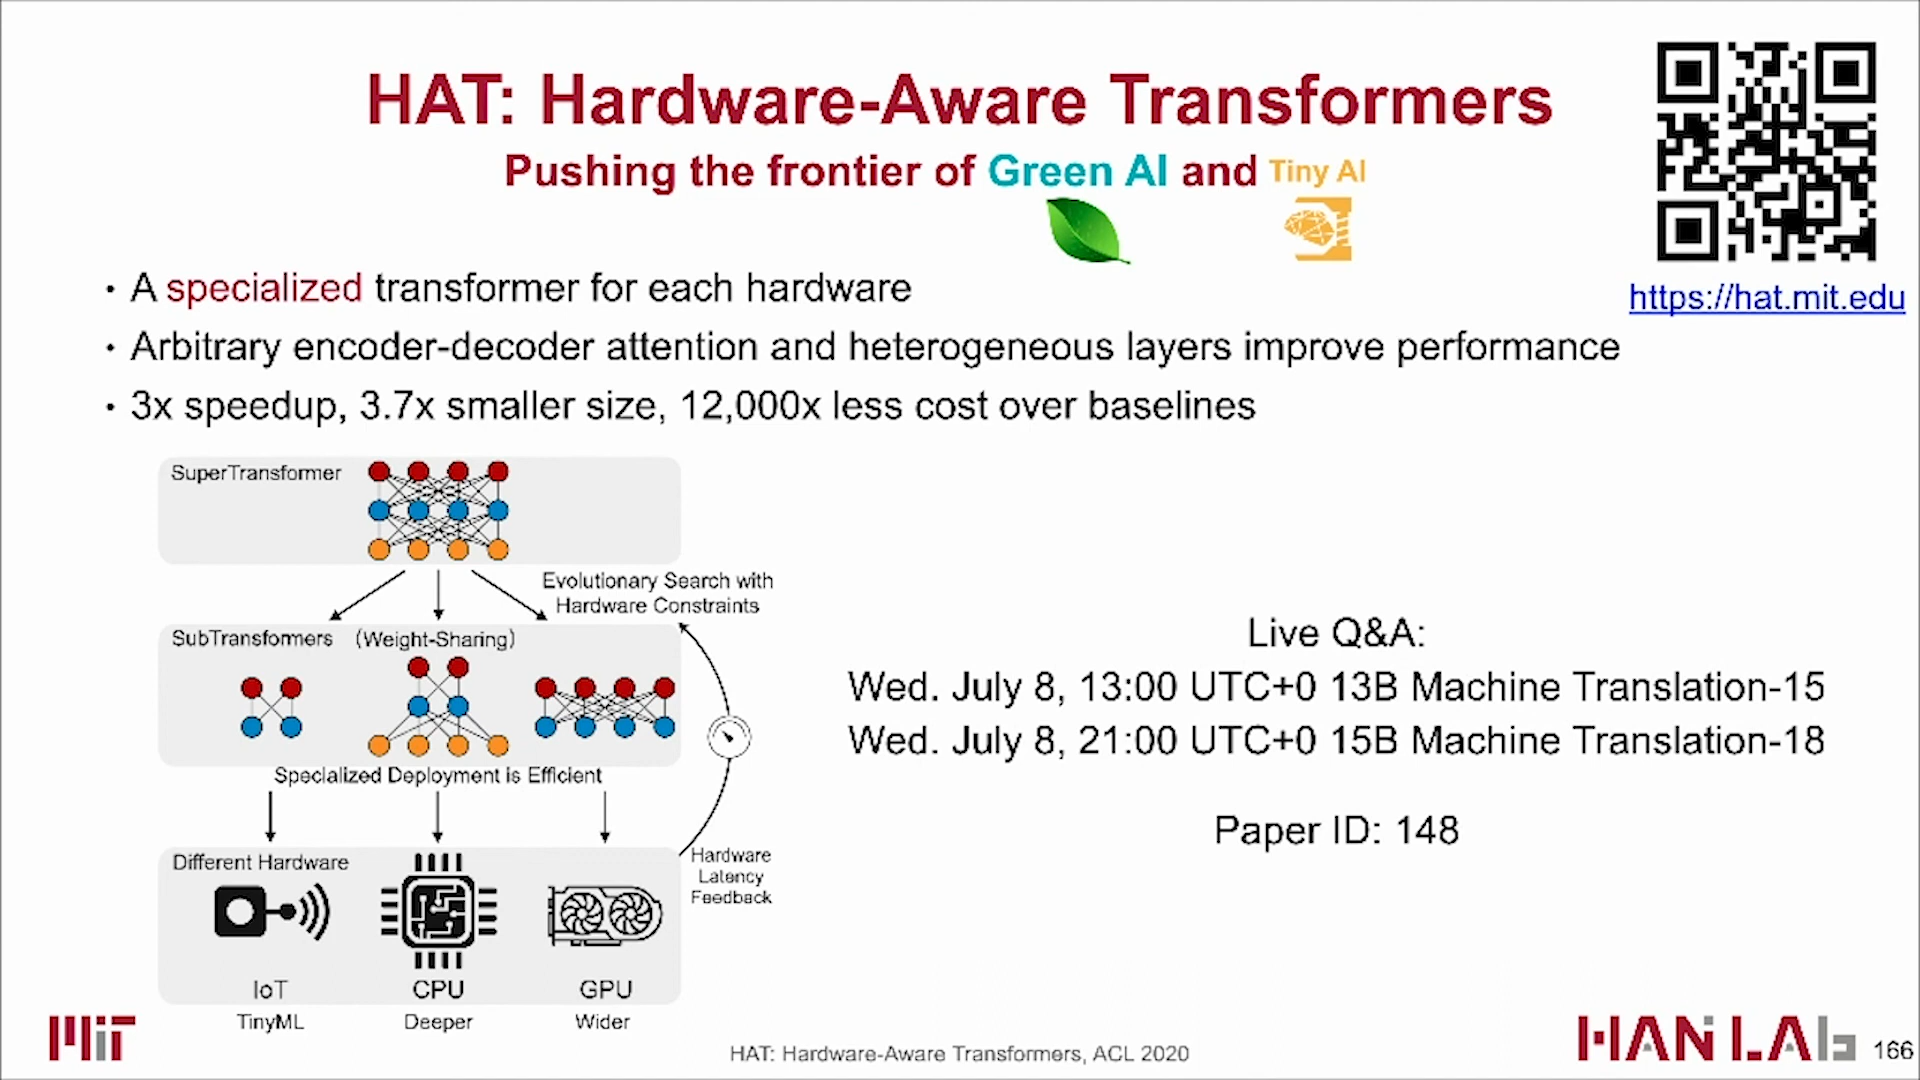 HAT: Hardware-Aware Transformers
Pushing the frontier of Green AI and Tiny AI
https://hat.mit.edu
· A specialized transformer for each hardware
· Arbitrary encoder-decoder attention and heterogeneous layers improve performance
· 3x speedup, 3.7x smaller size, 12,000x less cost over baselines
SuperTransformer
Evolutionary Search with
Hardware Constraints
SubTransformers (Weight-Sharing)
Specialized Deployment is Efficient
Different Hardware
Hardware
Latency
Feedback
IoT CPU GPU
TinyML Deeper Wider
Live Q&A:
Wed. July 8, 13:00 UTC+0 13B Machine Translation-15
Wed. July 8, 21:00 UTC+0 15B Machine Translation-18
Paper ID: 148
MIT
HAT: Hardware-Aware Transformers, ACL 2020
HAN LAb
166